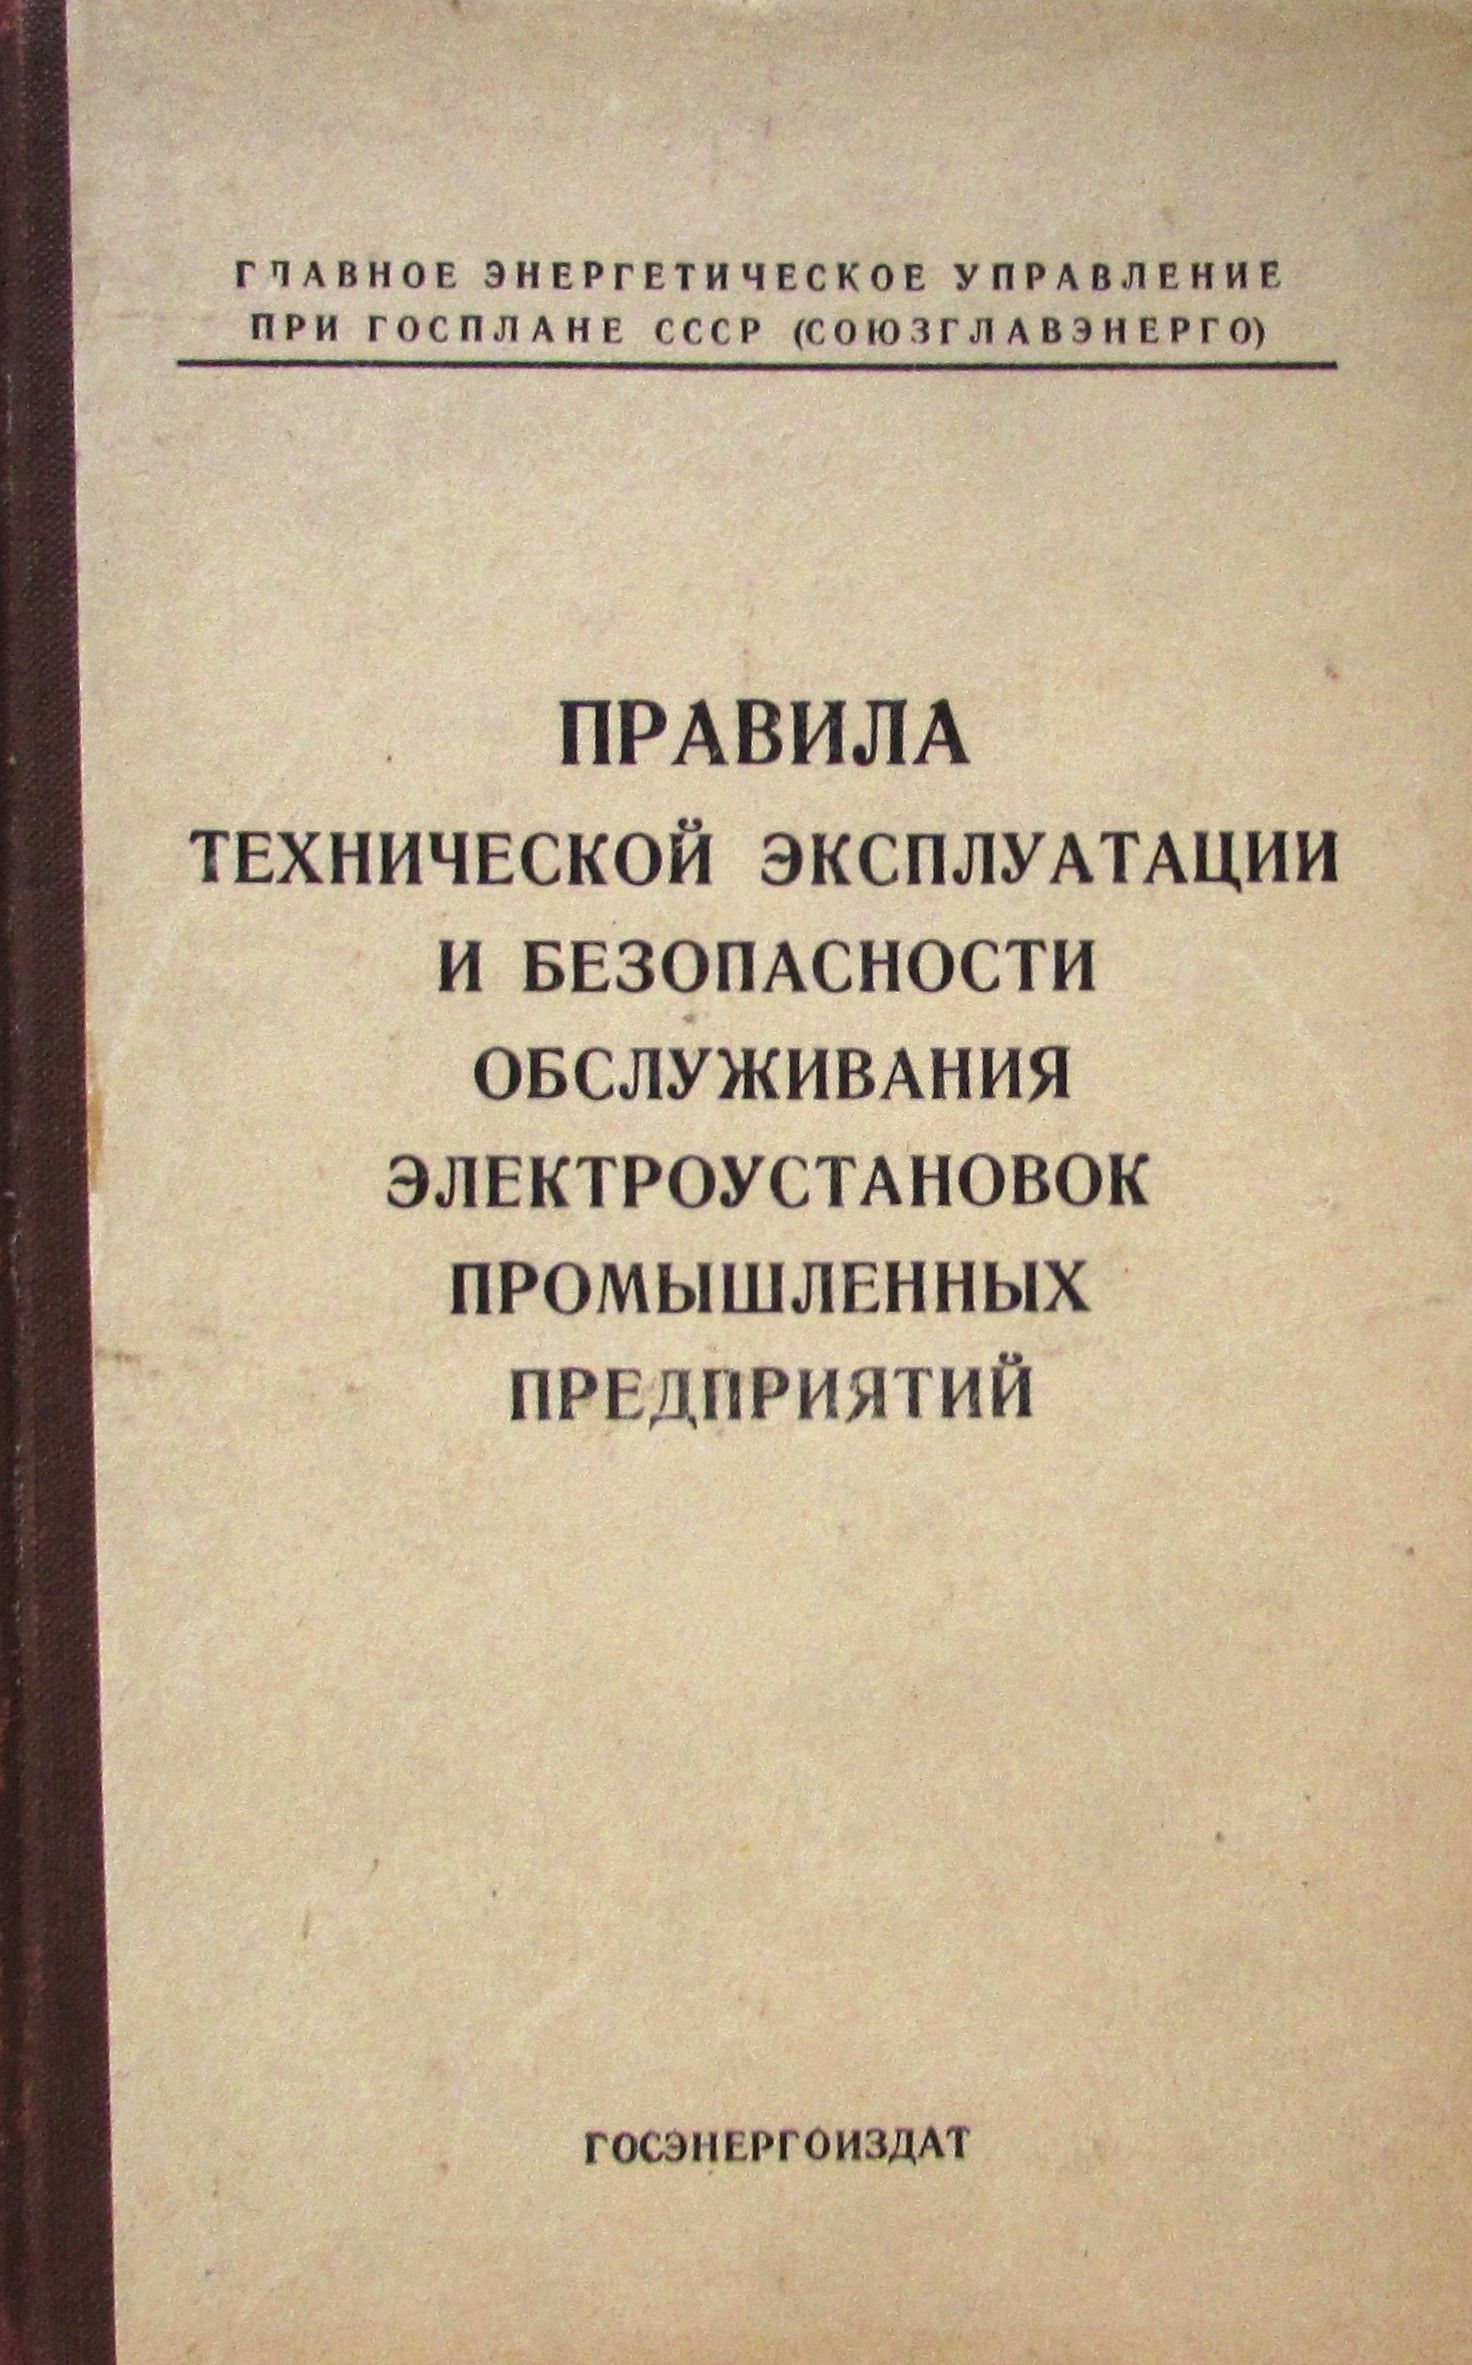 ГЛАВНОЕ ЭНЕРГЕТИЧЕСКОЕ УПРАВЛЕНИЕ
ПРИ ГОСПЛАНЕ СССР (СОЮЗГЛАВЭНЕРГО)
ПРАВИЛА
ТЕХНИЧЕСКОЙ ЭКСПЛУАТАЦИИ
И БЕЗОПАСНОСТИ
ОБСЛУЖИВАНИЯ
ЭЛЕКТРОУСТАНОВОК
ПРОМЫШЛЕННЫХ
ПРЕДПРИЯТИЙ
ГОСЭНЕРГОИЗДАТ